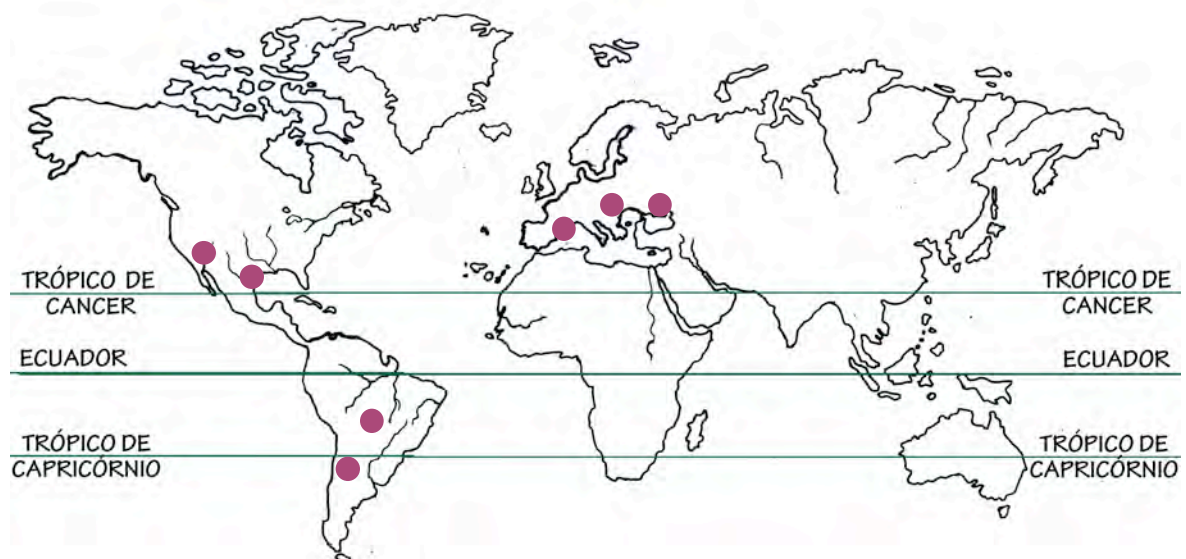 TRÓPICO DE
CANCER
TRÓPICO DE
CANCER
ECUADOR
ECUADOR
TRÓPICO DE
CAPRICÓRNIO
TRÓPICO DE
CAPRICÓRNIO